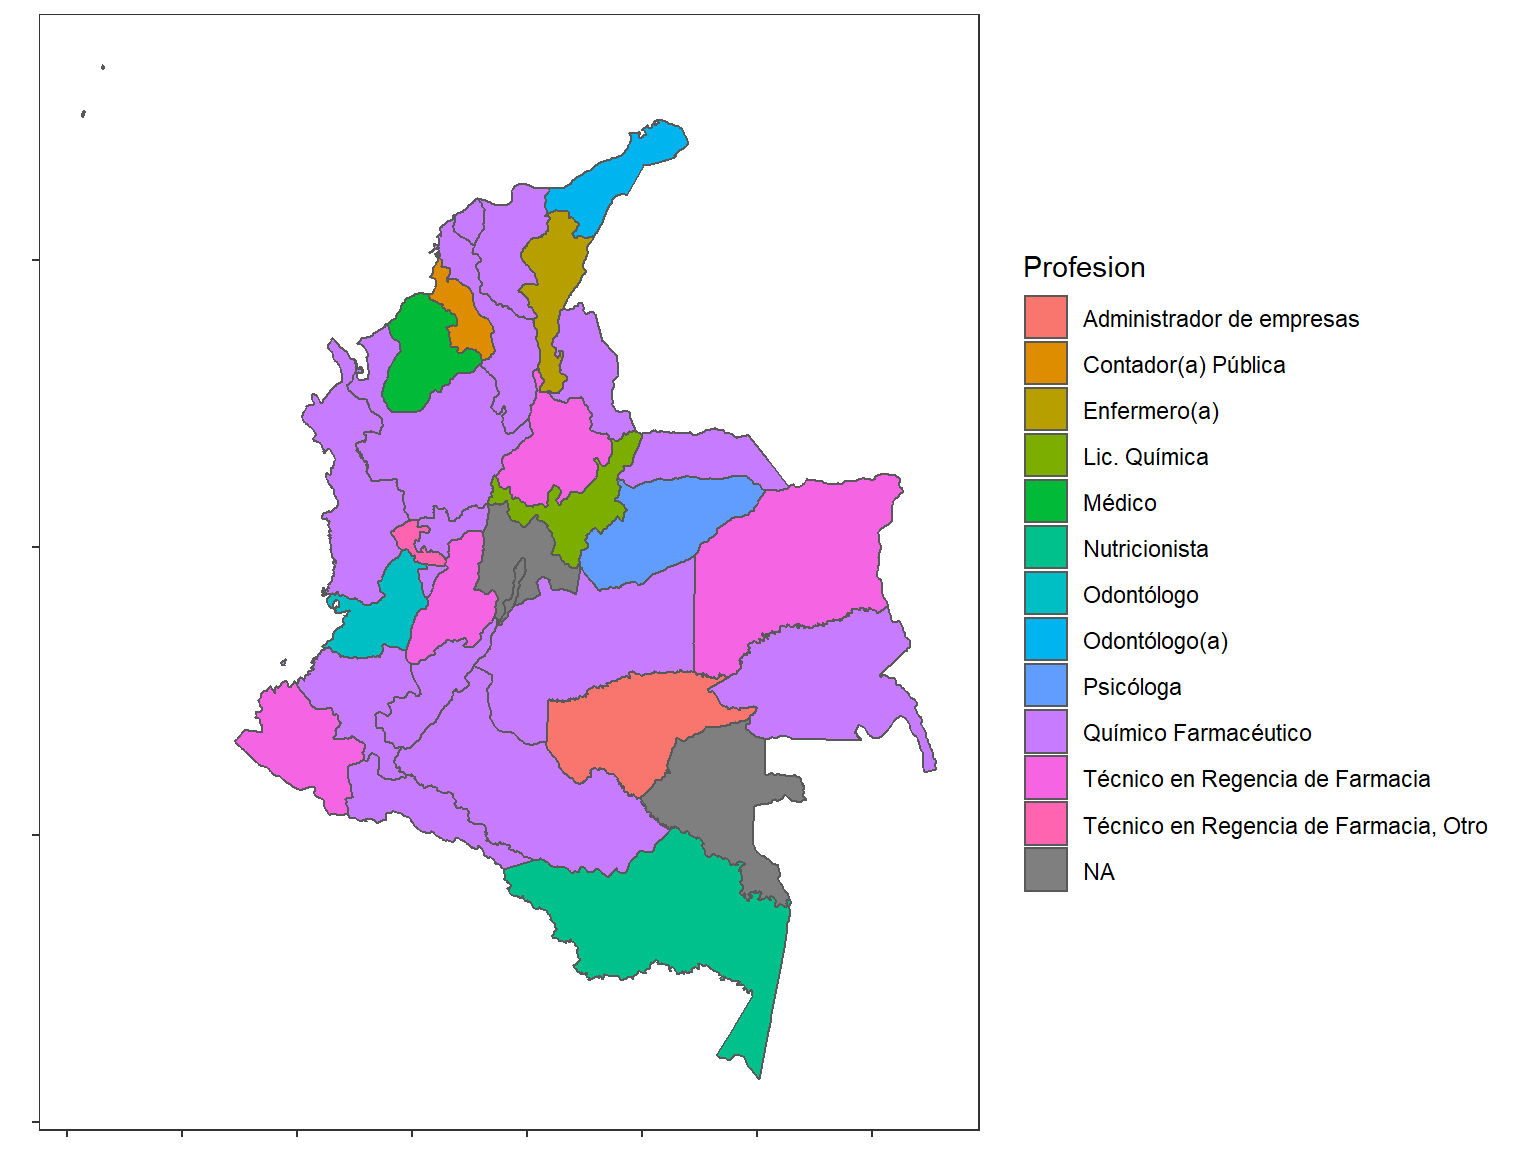 Profesion
Administrador de empresas
Contador(a) Pública
Enfermero(a)
Lic. Química
Médico
Nutricionista
Odontólogo
Odontólogo(a)
Psicóloga
Químico Farmacéutico
Técnico en Regencia de Farmacia
Técnico en Regencia de Farmacia, Otro
NA